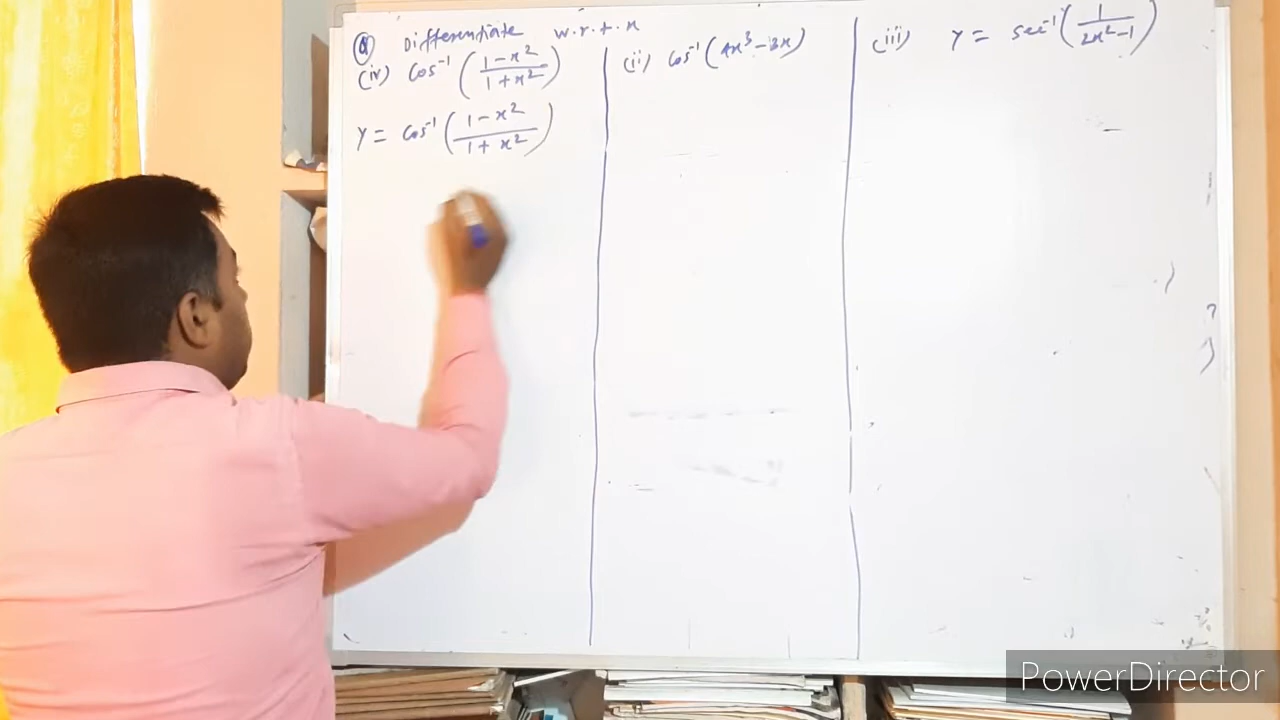 Q Differentiate w.r.t.x
(iv) Cos⁻¹ (1-x²/1+x²)
y = Cos⁻¹ (1-x²/1+x²)
(ii) Cos⁻¹ (4x³-3x)
(iii) y = sec⁻¹ (1/2x²-1)
PowerDirector